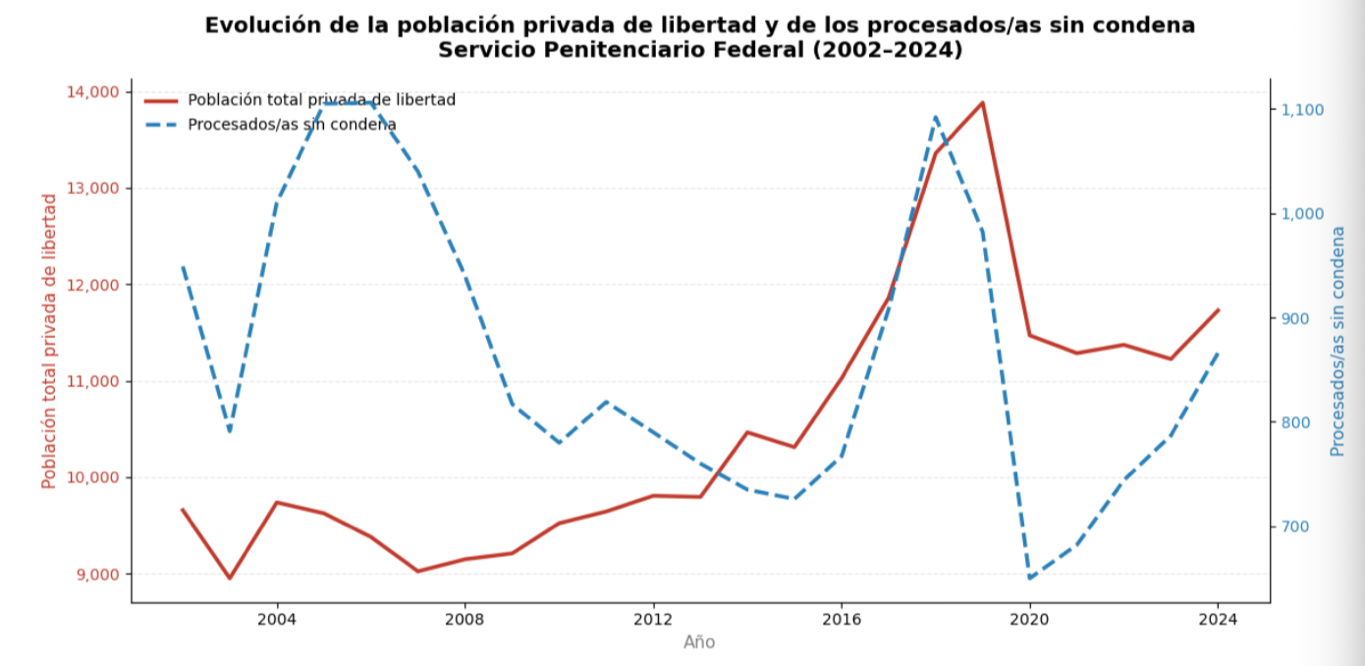 Evolución de la población privada de libertad y de los procesados/as sin condena
Servicio Penitenciario Federal (2002–2024)
Población total privada de libertad
Procesados/as sin condena
Población total privada de libertad
14,000
13,000
12,000
11,000
10,000
9,000
1,100
1,000
900
800
700
Procesados/as sin condena
2004
2008
2012
2016
2020
2024
Año